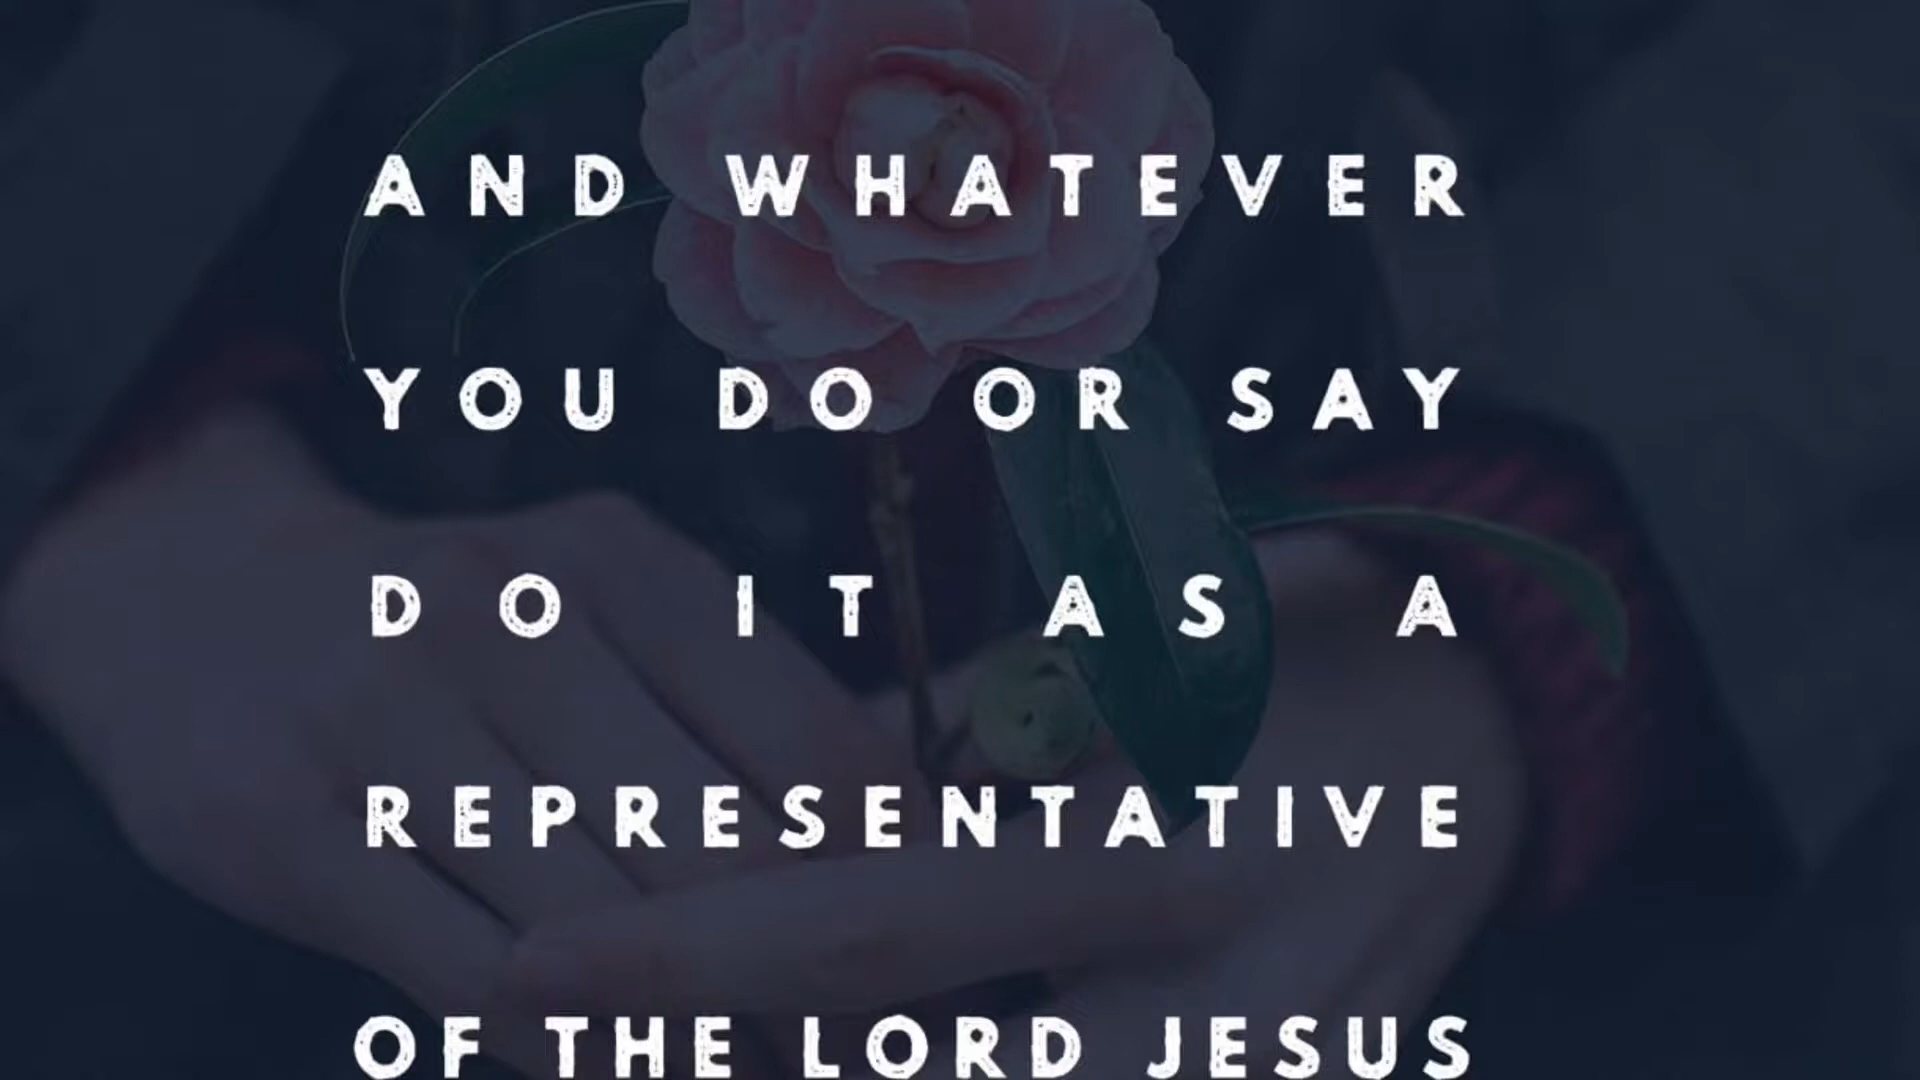 AND WHATEVER
YOU DO OR SAY
DO IT AS A
REPRESENTATIVE
OF THE LORD JESUS